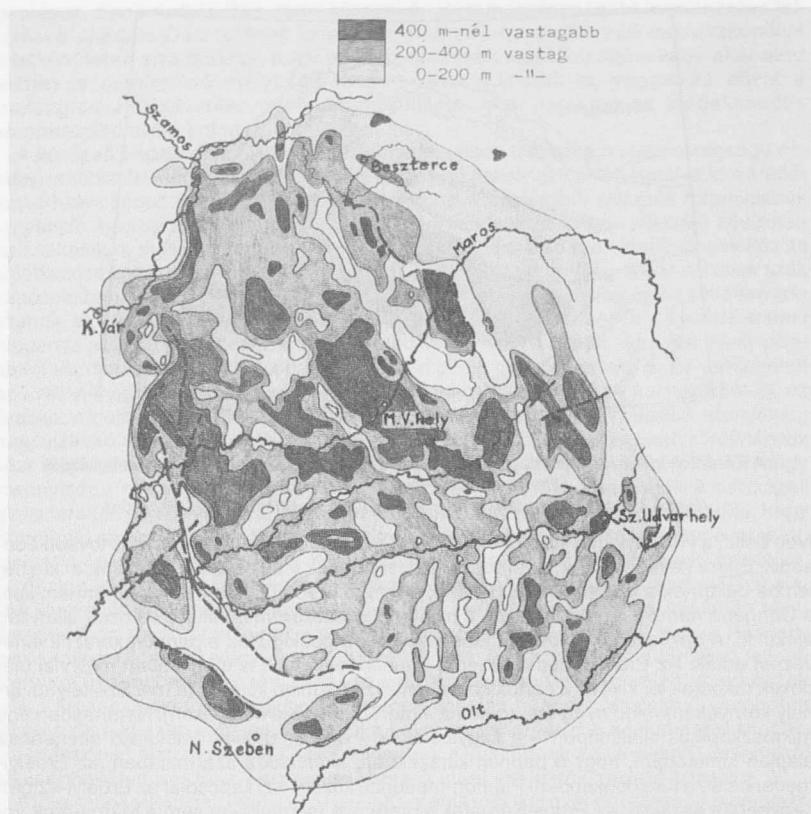 400 m-nél vastagabb
200-400 m vastag
0-200 m -"-
Szamos
Beszterce
Maros
K.Vár
M.V.hely
Sz.Udvarhely
Olt
N.Szeben